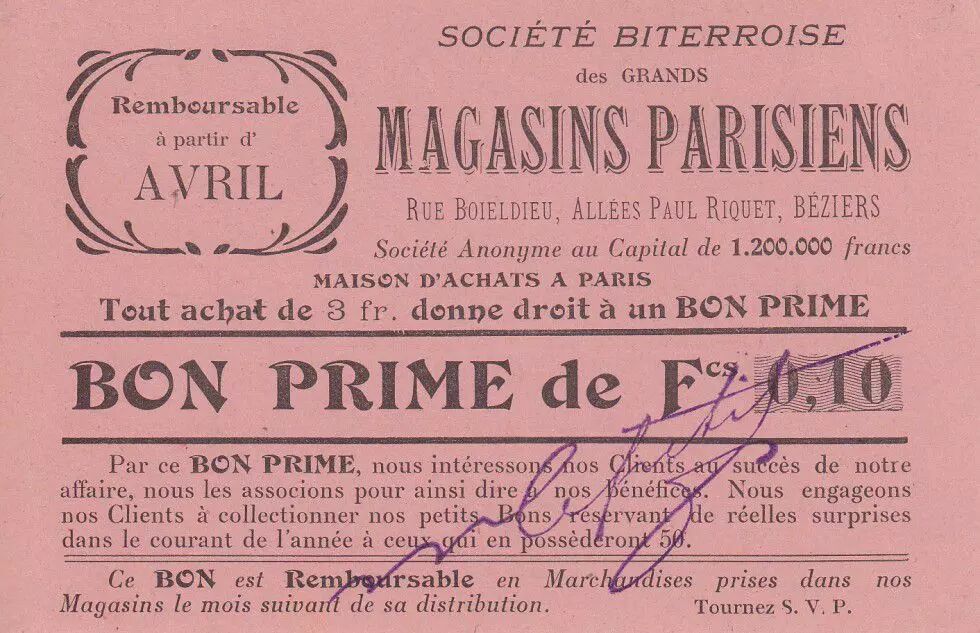 Remboursable
à partir d'
AVRIL
SOCIÉTÉ BITERROISE
des GRANDS
MAGASINS PARISIENS
RUE BOIELDIEU, ALLÉES PAUL RIQUET, BÉZIERS
Société Anonyme au Capital de 1.200.000 francs
MAISON D'ACHATS A PARIS
Tout achat de 3 fr. donne droit à un BON PRIME
BON PRIME de Fcs 0,10
Par ce BON PRIME, nous intéressons nos Clients au succès de notre
affaire, nous les associons pour ainsi dire à nos bénéfices. Nous engageons
nos Clients à collectionner nos petits Bons réservant de réelles surprises
dans le courant de l'année à ceux qui en possèderont 50.
Ce BON est Remboursable en Marchandises prises dans nos
Magasins le mois suivant de sa distribution.
Tournez S. V. P.